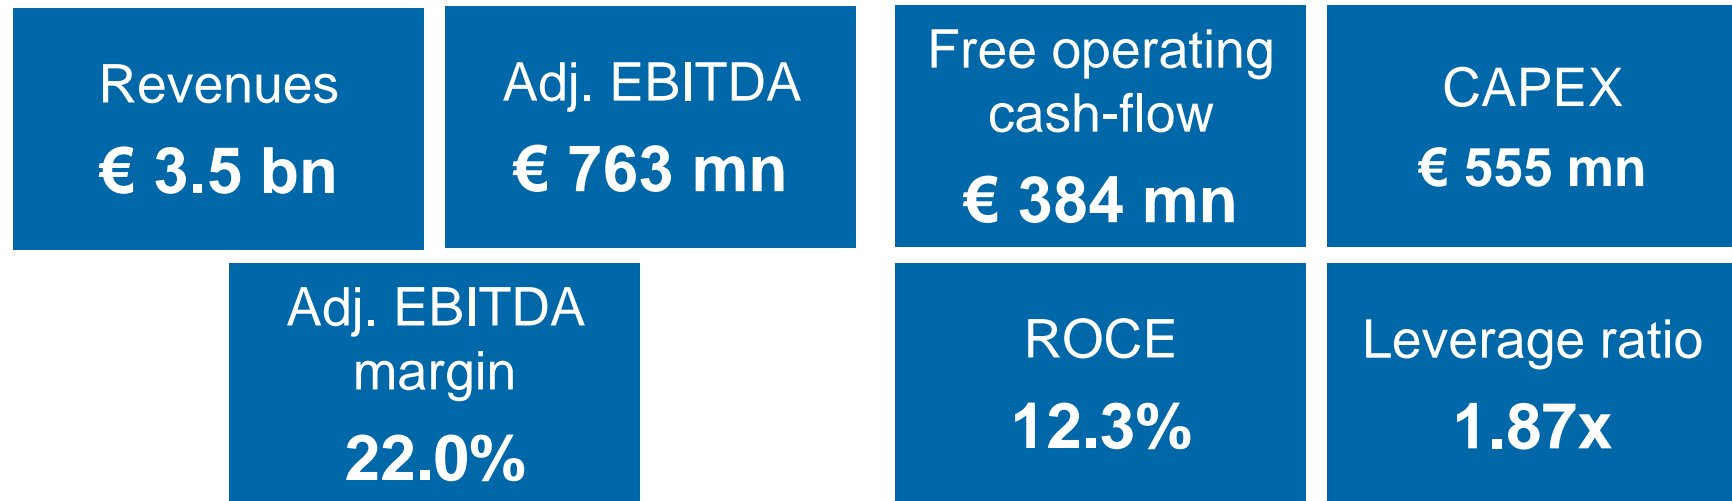 Revenues
€ 3.5 bn
Adj. EBITDA
€ 763 mn
Free operating
cash-flow
€ 384 mn
CAPEX
€ 555 mn
Adj. EBITDA
margin
22.0%
ROCE
12.3%
Leverage ratio
1.87x